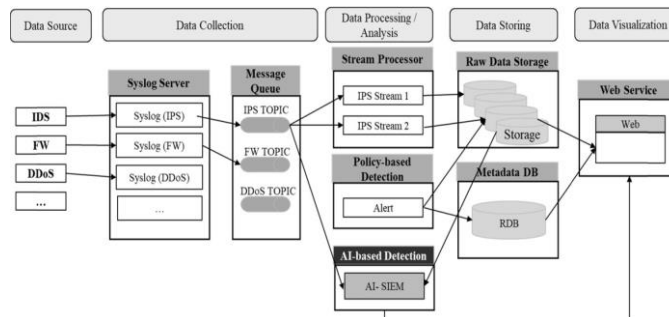 Data Source
Data Collection
Data Processing /
Analysis
Data Storing
Data Visualization
Syslog Server
Message
Queue
Stream Processor
Raw Data Storage
Web Service
IDS
FW
DDoS
...
Syslog (IPS)
Syslog (FW)
Syslog (DDoS)
...
IPS TOPIC
FW TOPIC
DDoS TOPIC
IPS Stream 1
IPS Stream 2
Storage
Web
Policy-based
Detection
Alert
Metadata DB
RDB
AI-based Detection
AI- SIEM